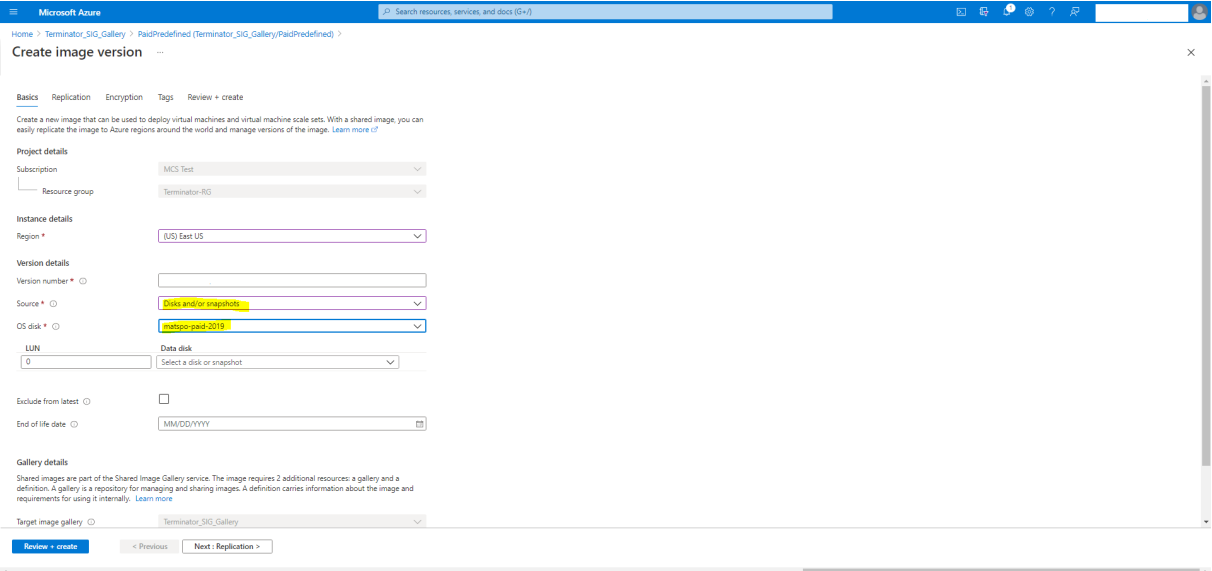 Microsoft Azure
Search resources, services, and docs (G+/)
1
Home > Terminator_SIG_Gallery > PaidPredefined (Terminator_SIG_Gallery/PaidPredefined) >
Create image version ...
Basics Replication Encryption Tags Review + create
Create a new image that can be used to deploy virtual machines and virtual machine scale sets. With a shared image, you can
easily replicate the image to Azure regions around the world and manage versions of the image. Learn more
Project details
Subscription MCS Test
Resource group Terminator-RG
Instance details
Region * (US) East US
Version details
Version number *
Source * Disks and/or snapshots
OS disk * matspo-paid-2019
LUN Data disk
0 Select a disk or snapshot
Exclude from latest
End of life date MM/DD/YYYY
Gallery details
Shared images are part of the Shared Image Gallery service. The image requires 2 additional resources: a gallery and a
definition. A gallery is a repository for managing and sharing images. A definition carries information about the image and
requirements for using it internally. Learn more
Target image gallery Terminator_SIG_Gallery
Review + create < Previous Next : Replication >